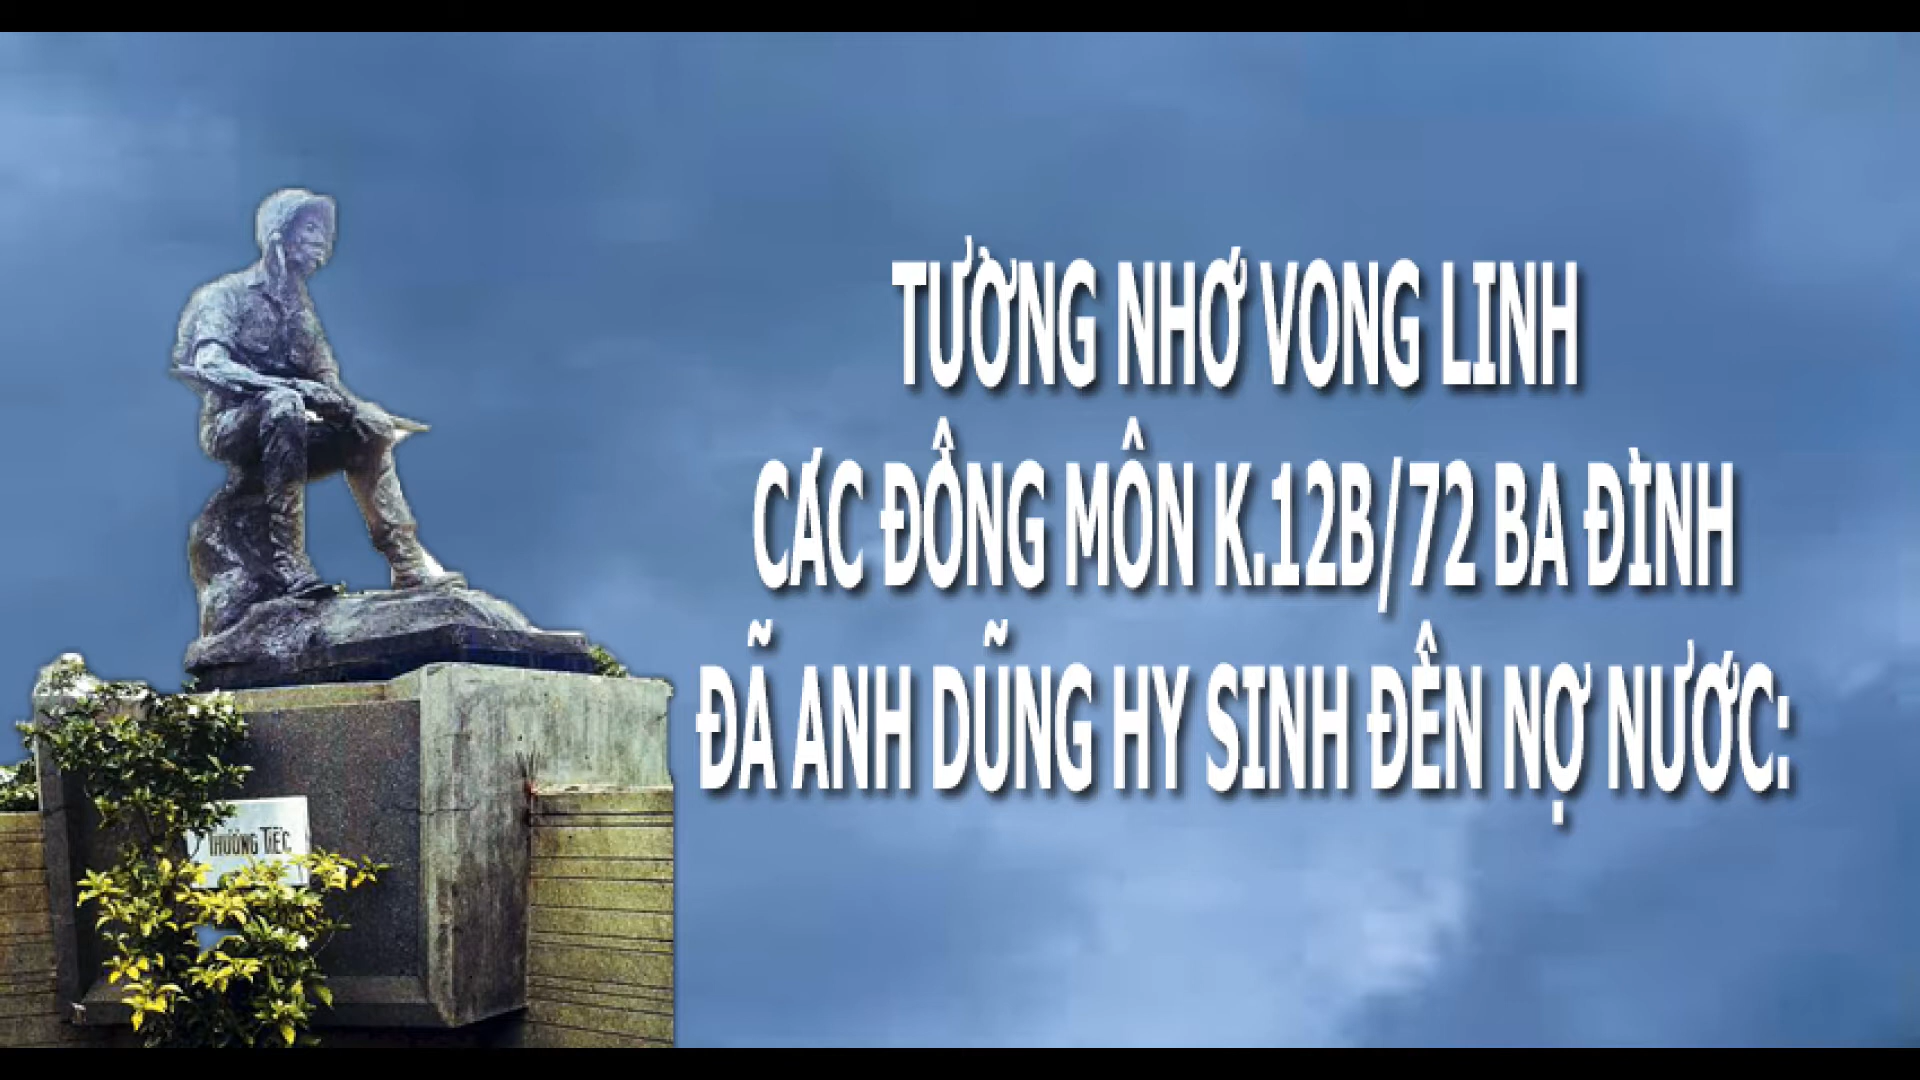 TƯỜNG NHỚ VONG LINH
CÁC ĐỒNG MÔN K.12B/72 BA ĐÌNH
ĐÃ ANH DŨNG HY SINH ĐỀN NỢ NƯỚC:
THƯƠNG TIẾC